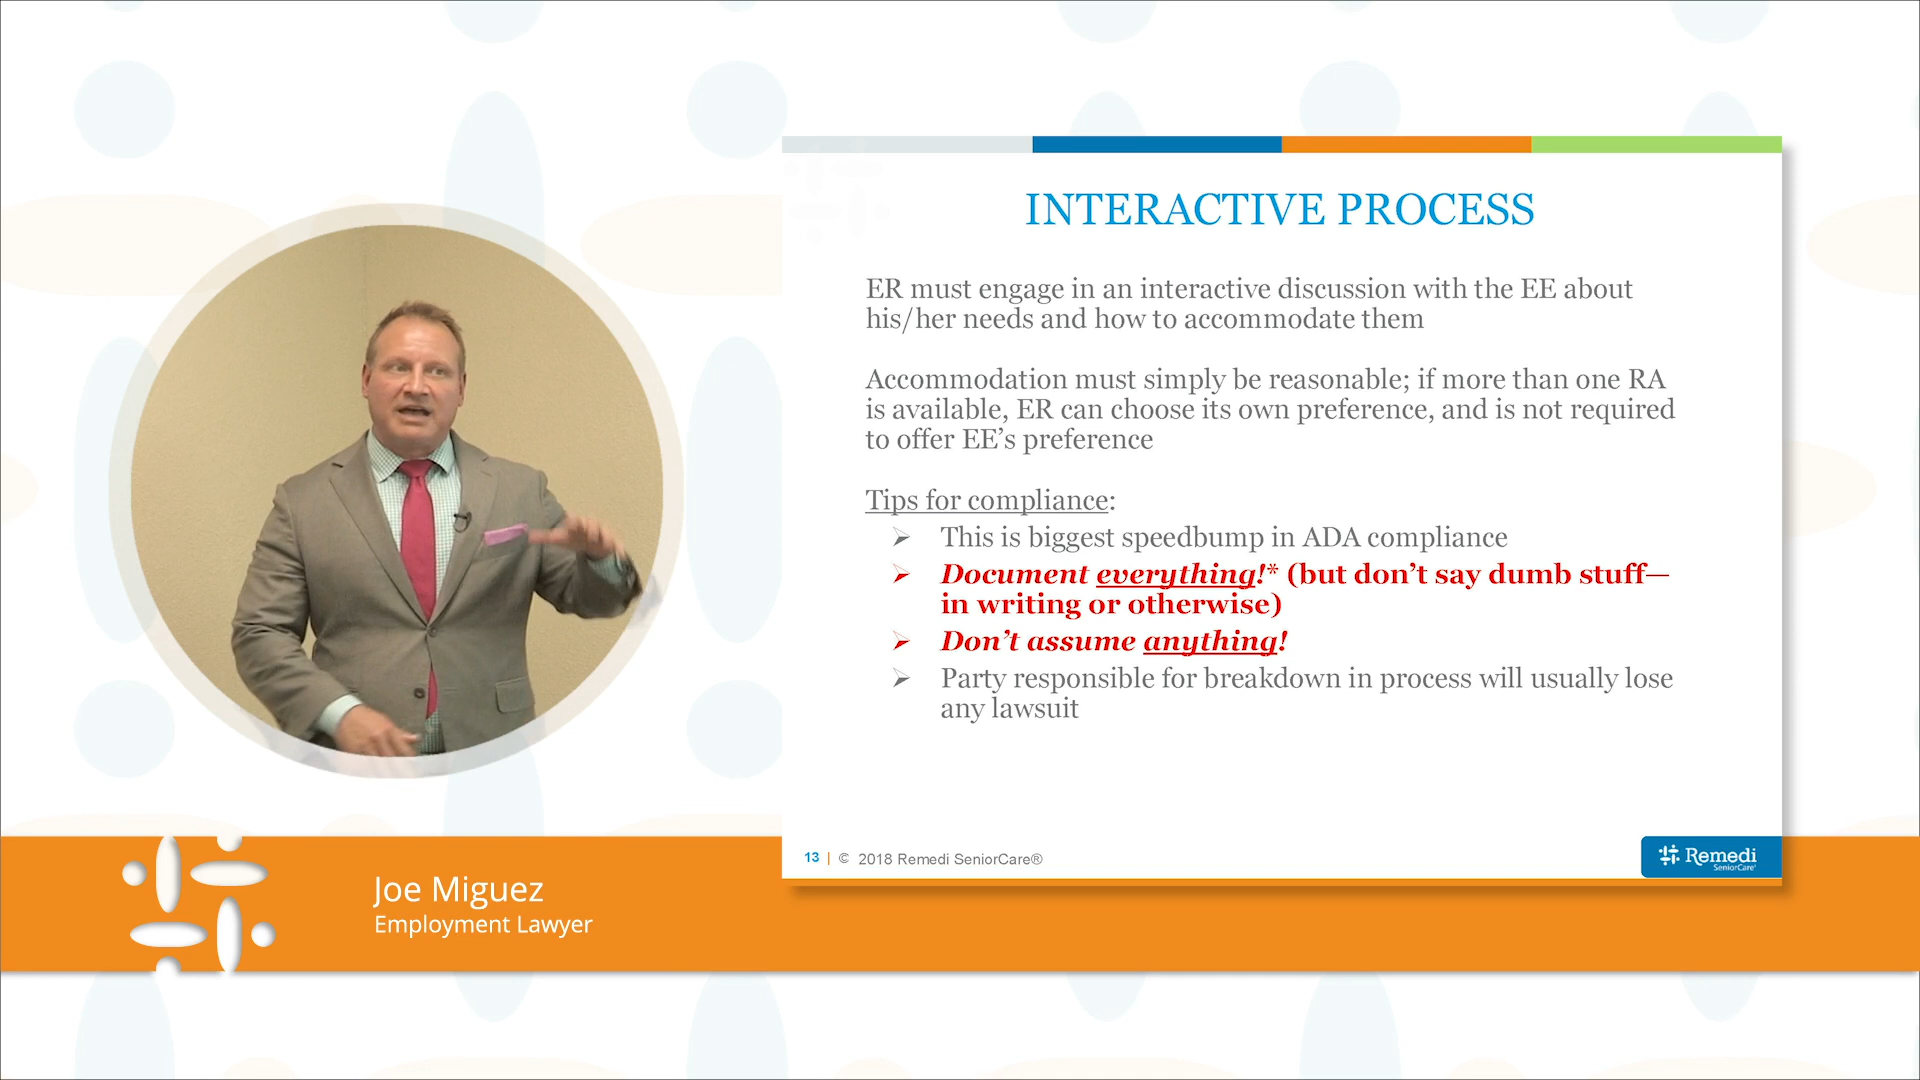 INTERACTIVE PROCESS
ER must engage in an interactive discussion with the EE about
his/her needs and how to accommodate them
Accommodation must simply be reasonable; if more than one RA
is available, ER can choose its own preference, and is not required
to offer EE’s preference
Tips for compliance:
➢ This is biggest speedbump in ADA compliance
➢ Document everything!* (but don’t say dumb stuff—
in writing or otherwise)
➢ Don’t assume anything!
➢ Party responsible for breakdown in process will usually lose
any lawsuit
13 | © 2018 Remedi SeniorCare®
Remedi
SeniorCare®
Joe Miguez
Employment Lawyer